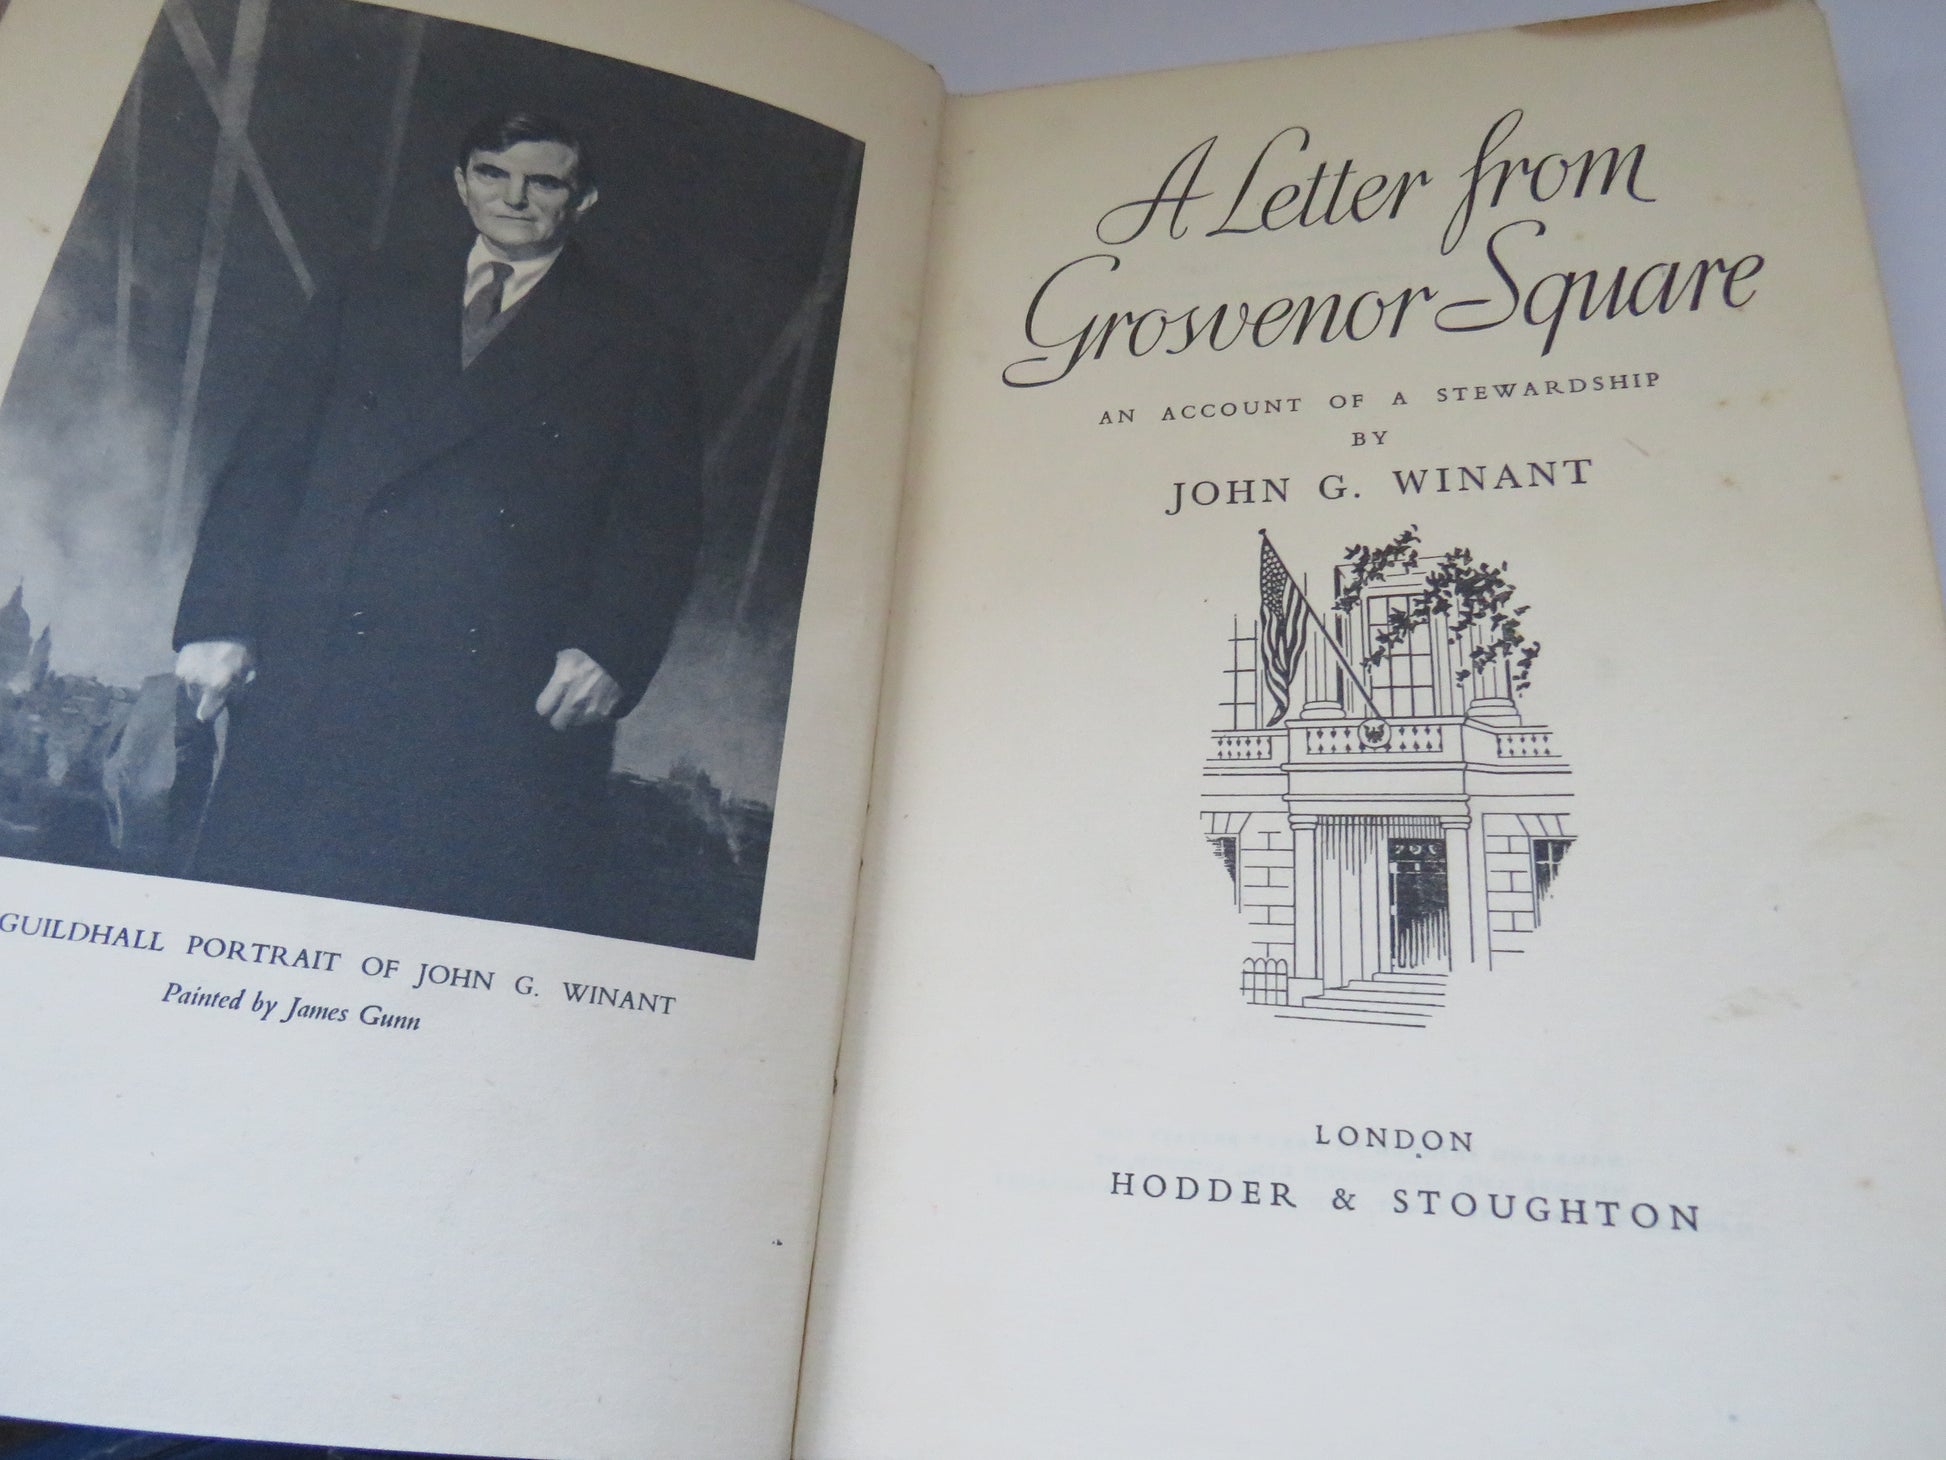 GUILDHALL PORTRAIT OF JOHN G. WINANT
Painted by James Gunn
A Letter from
Grosvenor Square
AN ACCOUNT OF A STEWARDSHIP
BY
JOHN G. WINANT
LONDON
HODDER & STOUGHTON